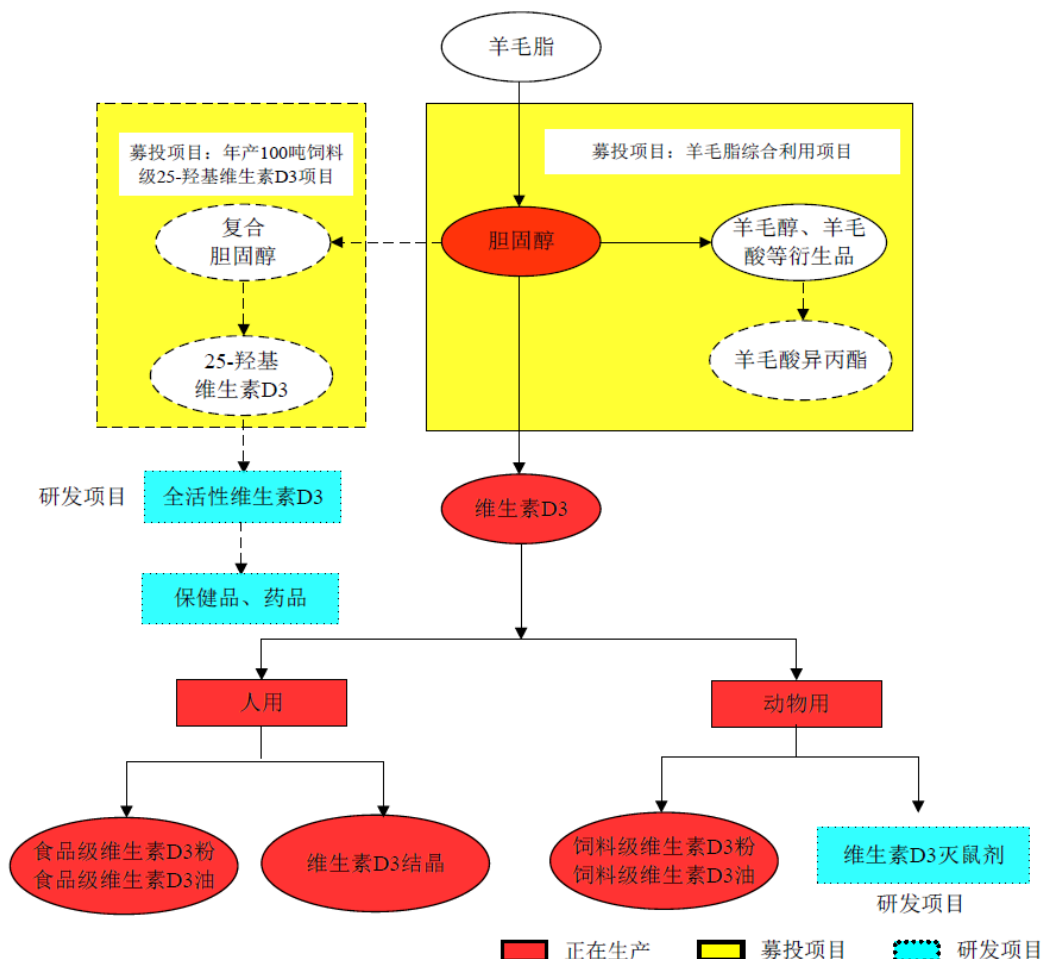 羊毛脂
募投项目：年产100吨饲料
级25-羟基维生素D3项目
募投项目：羊毛脂综合利用项目
复合
胆固醇
胆固醇
羊毛醇、羊毛
酸等衍生品
25-羟基
维生素D3
羊毛酸异丙酯
研发项目
全活性维生素D3
维生素D3
保健品、药品
人用
动物用
食品级维生素D3粉
食品级维生素D3油
维生素D3结晶
饲料级维生素D3粉
饲料级维生素D3油
维生素D3灭鼠剂
研发项目
正在生产
募投项目
研发项目